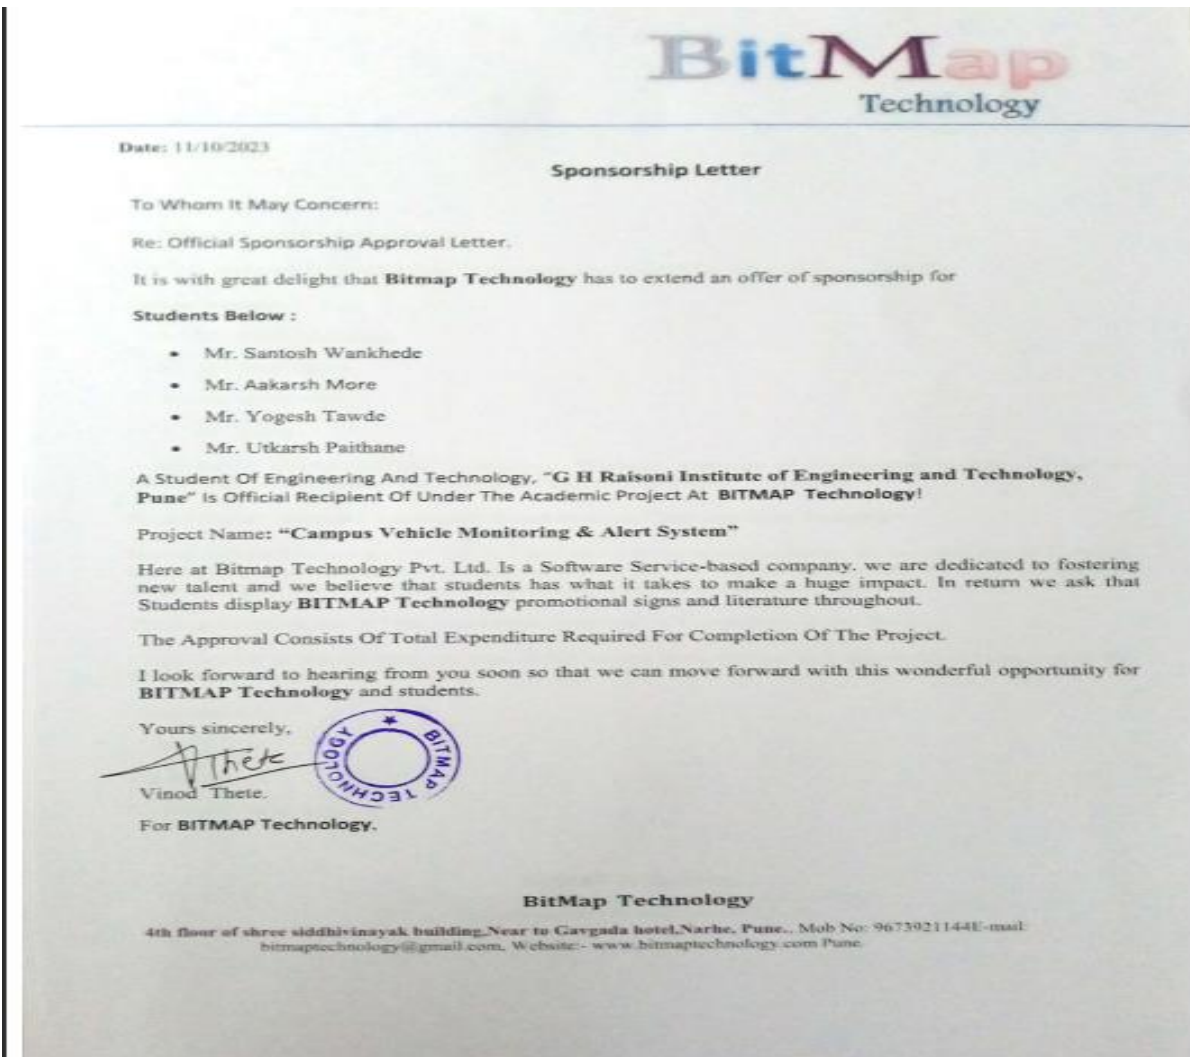 BitMap
Technology
Date: 11/10/2023
Sponsorship Letter
To Whom It May Concern:
Re: Official Sponsorship Approval Letter.
It is with great delight that Bitmap Technology has to extend an offer of sponsorship for
Students Below :
• Mr. Santosh Wankhede
• Mr. Aakarsh More
• Mr. Yogesh Tawde
• Mr. Utkarsh Paithane
A Student Of Engineering And Technology, "G H Raisoni Institute of Engineering and Technology,
Pune" Is Official Recipient Of Under The Academic Project At BITMAP Technology!
Project Name: "Campus Vehicle Monitoring & Alert System"
Here at Bitmap Technology Pvt. Ltd. Is a Software Service-based company. we are dedicated to fostering
new talent and we believe that students has what it takes to make a huge impact. In return we ask that
Students display BITMAP Technology promotional signs and literature throughout.
The Approval Consists Of Total Expenditure Required For Completion Of The Project.
I look forward to hearing from you soon so that we can move forward with this wonderful opportunity for
BITMAP Technology and students.
Yours sincerely,
Thete
BITMAP TECHNOLOGY
Vinod Thete.
For BITMAP Technology.
BitMap Technology
4th floor of shree siddhivinayak building,Near to Gavgada hotel,Narhe, Pune., Mob No: 9673921144E-mail:
bitmaptechnology@gmail.com, Website:- www.bitmaptechnology.com Pune